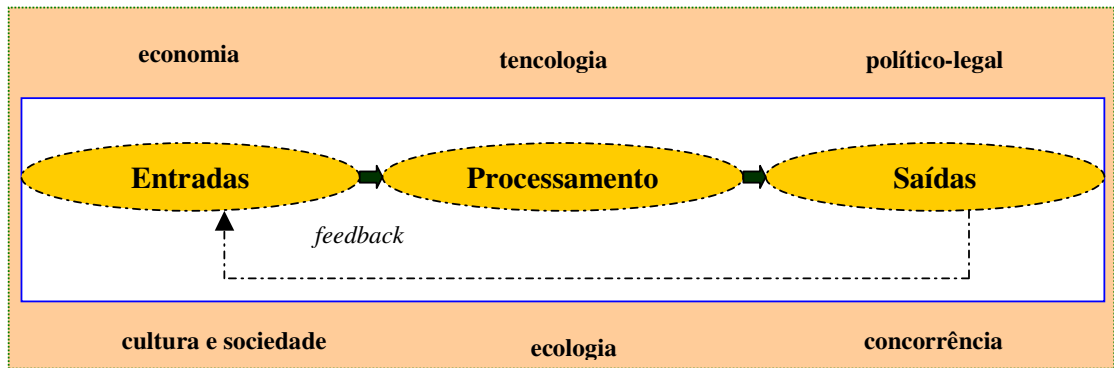 economia
tencologia
político-legal
Entradas
Processamento
Saídas
feedback
cultura e sociedade
ecologia
concorrência